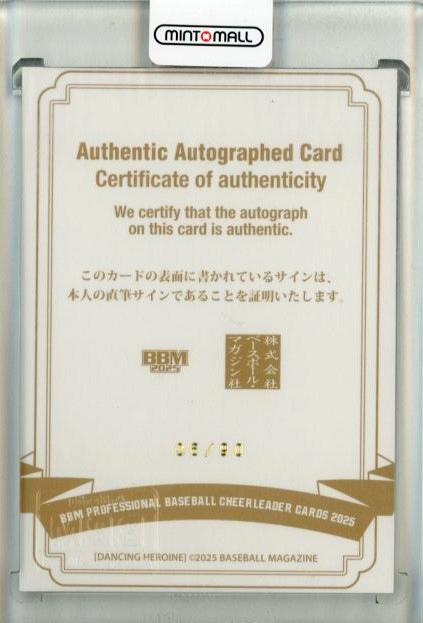 MINTMALL
Authentic Autographed Card
Certificate of authenticity
We certify that the autograph
on this card is authentic.
このカードの表面に書かれているサインは、
本人の直筆サインであることを証明いたします。
BBM
2025
株式会社
ベースボール・
マガジン社
BBM PROFESSIONAL BASEBALL CHEERLEADER CARDS 2025
[DANCING HEROINE] ©2025 BASEBALL MAGAZINE